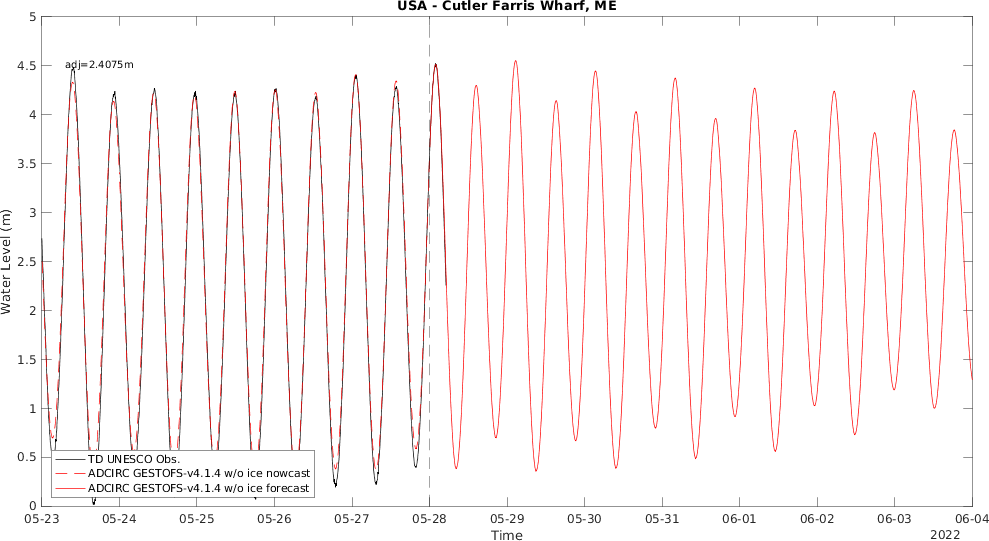 USA - Cutler Farris Wharf, ME
adj=2.4075m
5
4.5
4
3.5
3
2.5
2
1.5
1
0.5
0
Water Level (m)
TD UNESCO Obs.
ADCIRC GESTOFS-v4.1.4 w/o ice nowcast
ADCIRC GESTOFS-v4.1.4 w/o ice forecast
05-23 05-24 05-25 05-26 05-27 05-28 05-29 05-30 05-31 06-01 06-02 06-03 06-04
Time
2022